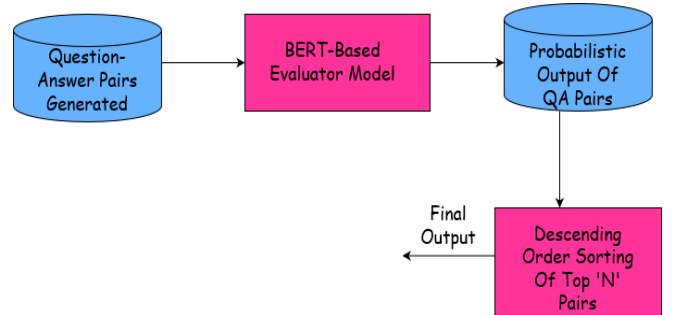 Question-
Answer Pairs
Generated
BERT-Based
Evaluator Model
Probabilistic
Output Of
QA Pairs
Descending
Order Sorting
Of Top 'N'
Pairs
Final
Output